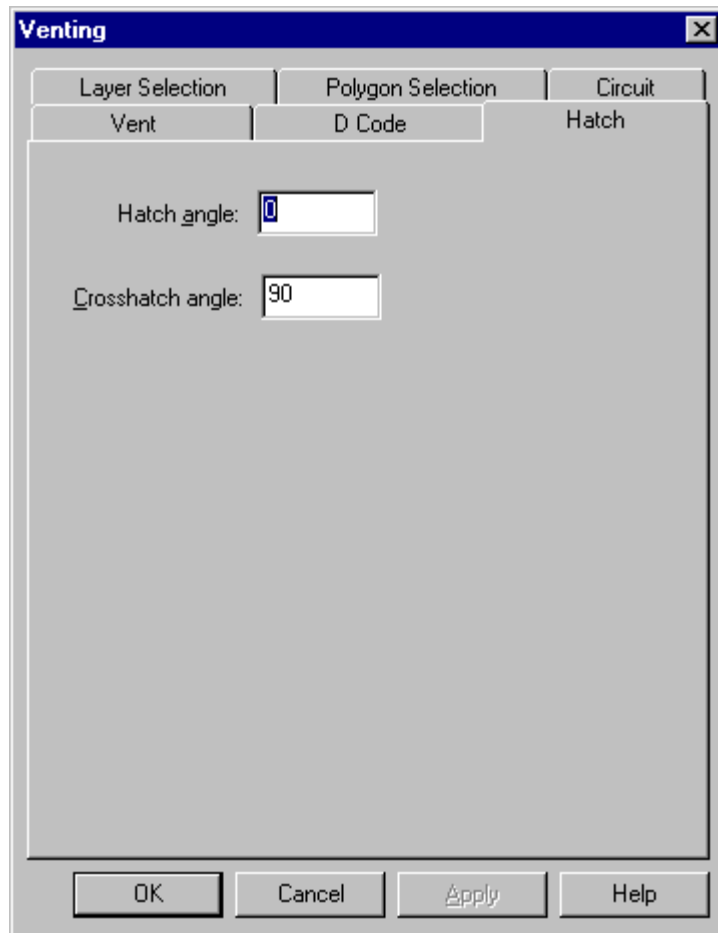 Venting
Layer Selection Polygon Selection Circuit
Vent D Code Hatch
Hatch angle: 0
Crosshatch angle: 90
OK Cancel Apply Help